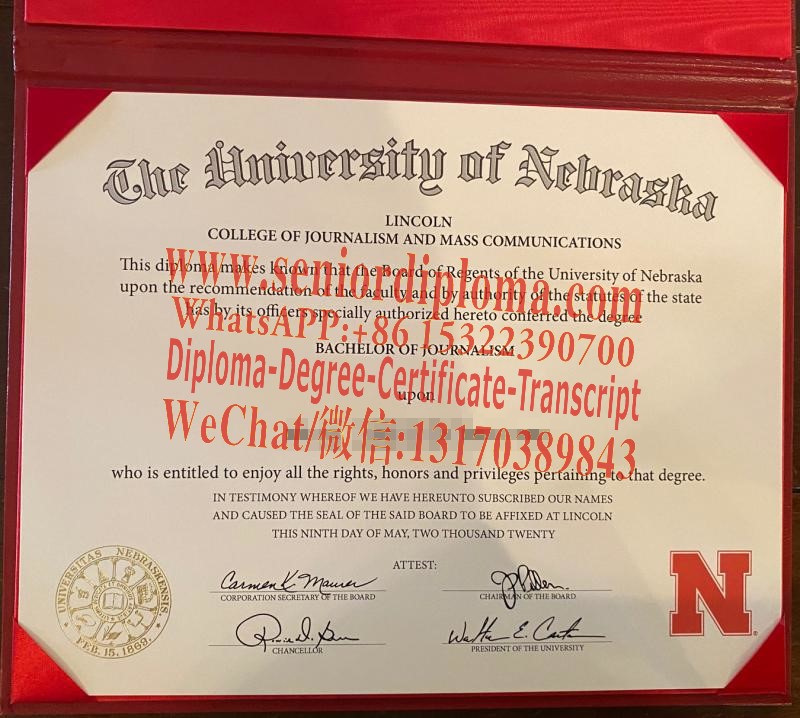 The University of Nebraska
LINCOLN
COLLEGE OF JOURNALISM AND MASS COMMUNICATIONS
This diploma makes known that the Board of Regents of the University of Nebraska
www.seniordiploma.com
upon the recommendation of the faculty and by authority of the statutes of the state
has by its officers specially authorized hereto conferred the degree
WhatsAPP:+86 15322390700
BACHELOR OF JOURNALISM
Diploma-Degree-Certificate-Transcript
upon
WeChat/微信:13170389843
who is entitled to enjoy all the rights, honors and privileges pertaining to that degree.
IN TESTIMONY WHEREOF WE HAVE HEREUNTO SUBSCRIBED OUR NAMES
AND CAUSED THE SEAL OF THE SAID BOARD TO BE AFFIXED AT LINCOLN
THIS NINTH DAY OF MAY, TWO THOUSAND TWENTY
ATTEST:
UNIVERSITAS NEBRASKENSIS
FEB. 15. 1869.
Carmen K. Maurer
CORPORATION SECRETARY OF THE BOARD
CHAIRMAN OF THE BOARD
CHANCELLOR
Walter E. Carter
PRESIDENT OF THE UNIVERSITY
N